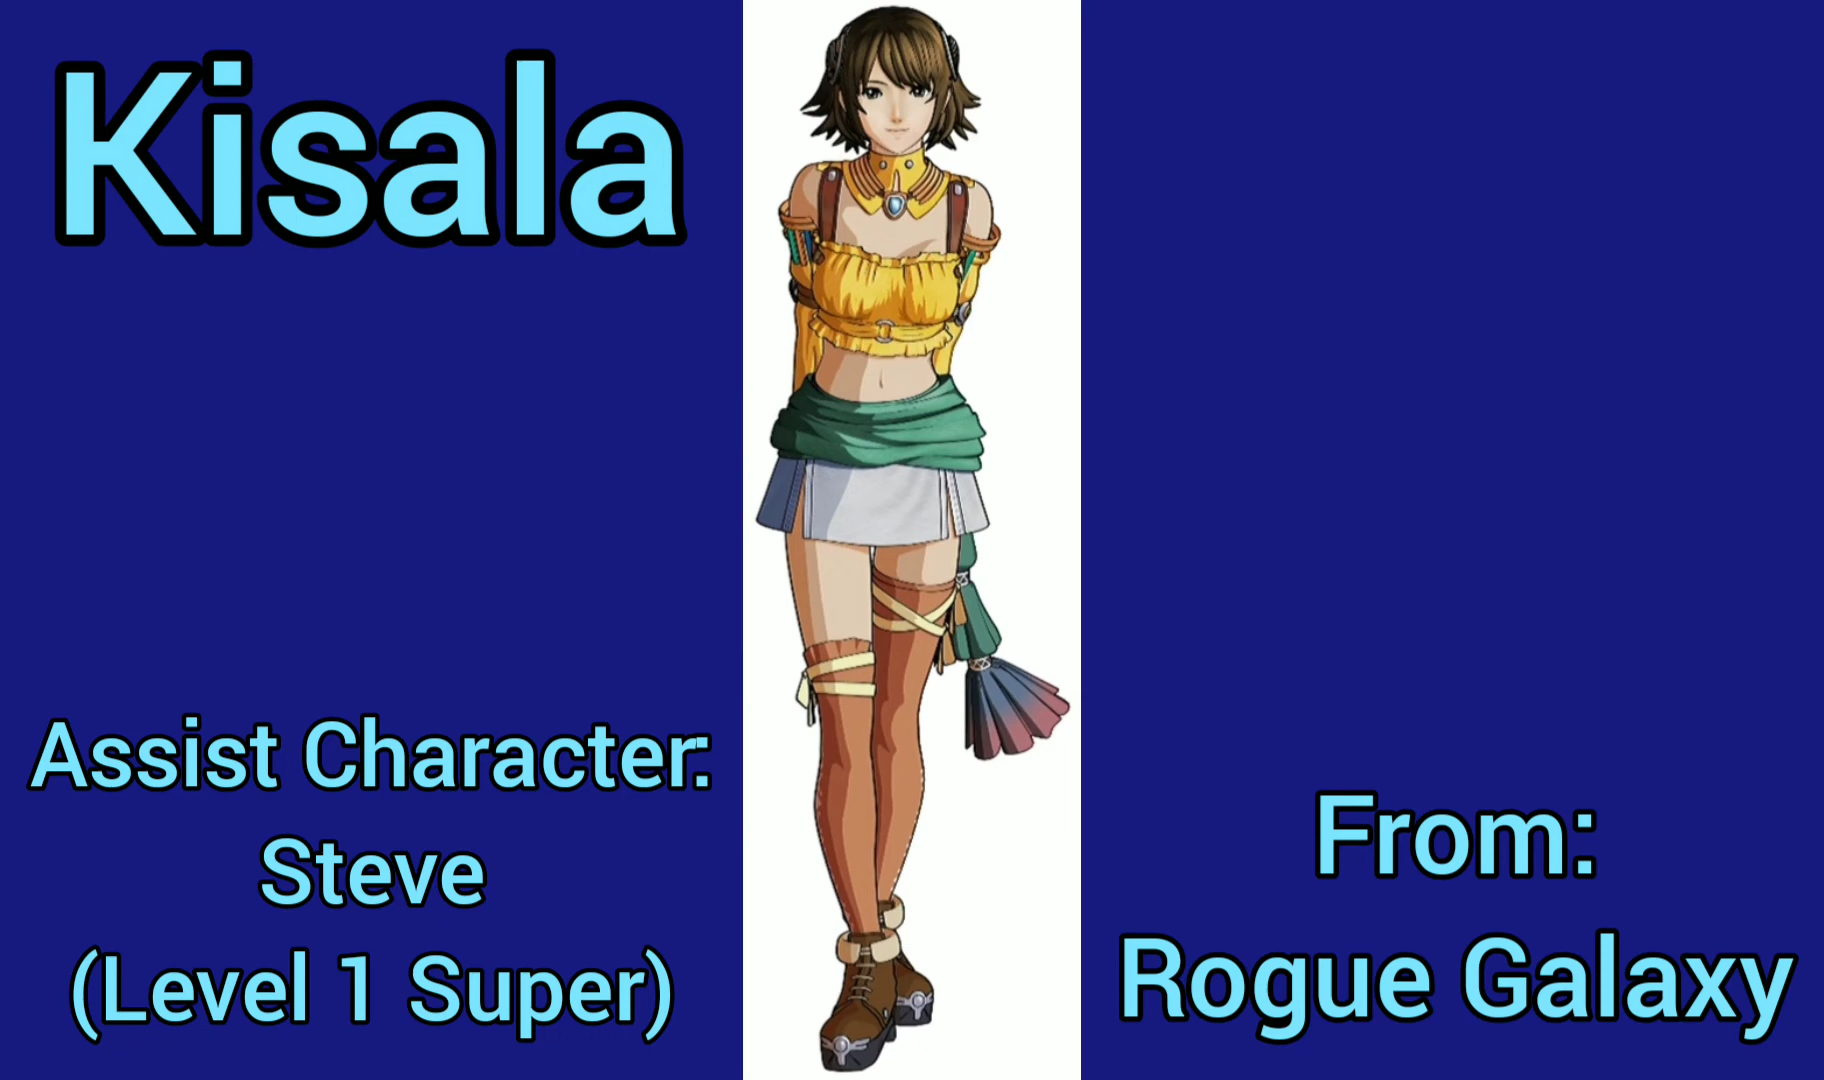 Kisala
Assist Character:
Steve
(Level 1 Super)
From:
Rogue Galaxy